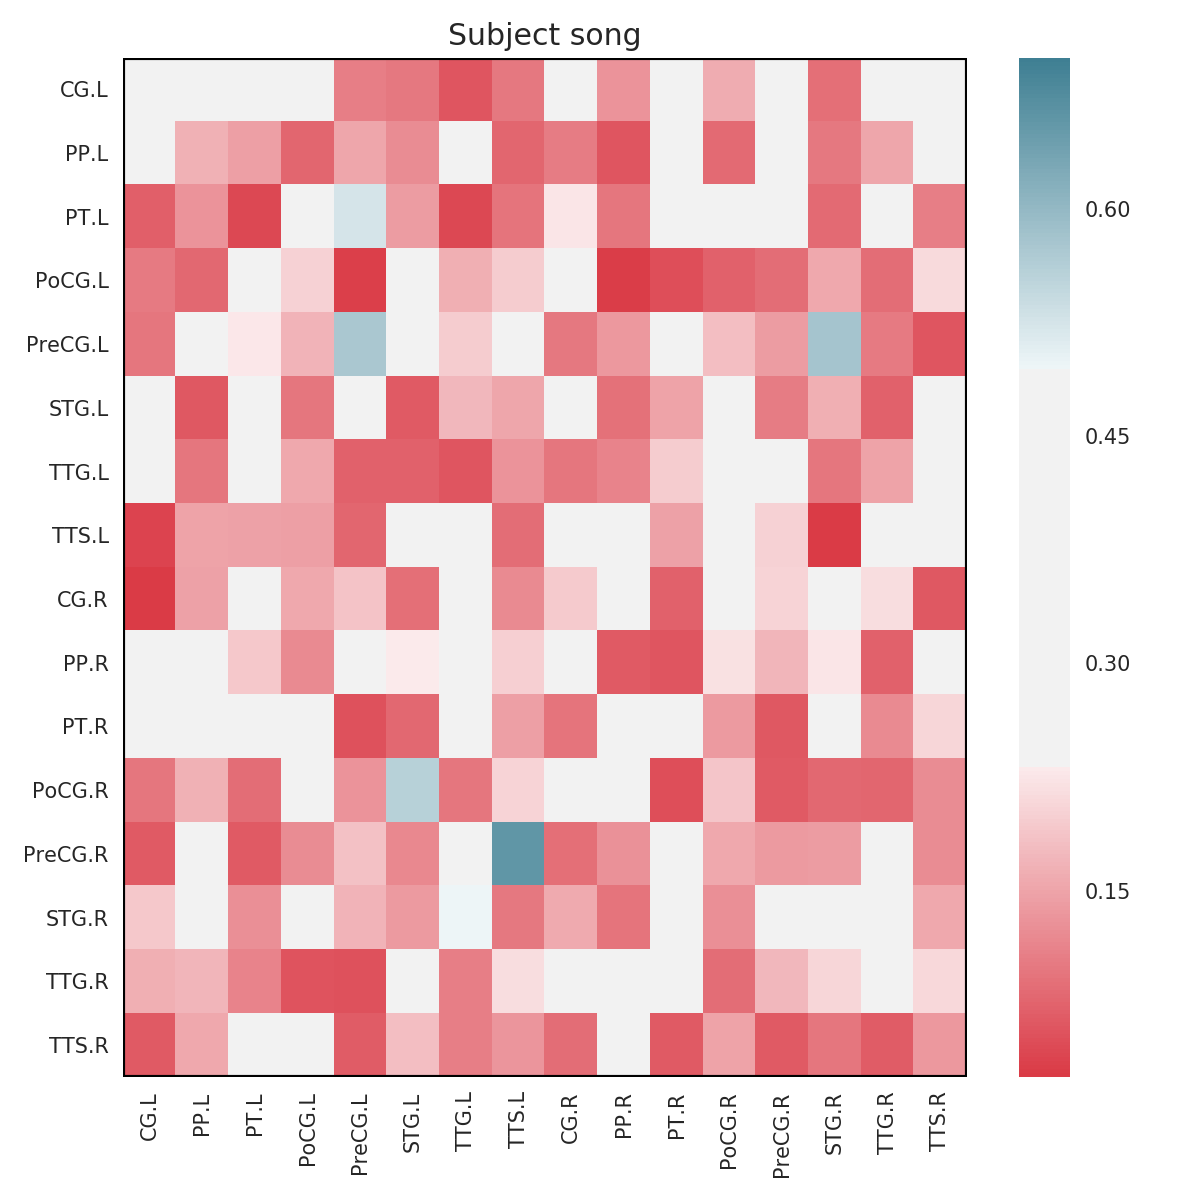 Subject song
CG.L
PP.L
PT.L
PoCG.L
PreCG.L
STG.L
TTG.L
TTS.L
CG.R
PP.R
PT.R
PoCG.R
PreCG.R
STG.R
TTG.R
TTS.R
CG.L
PP.L
PT.L
PoCG.L
PreCG.L
STG.L
TTG.L
TTS.L
CG.R
PP.R
PT.R
PoCG.R
PreCG.R
STG.R
TTG.R
TTS.R
0.60
0.45
0.30
0.15